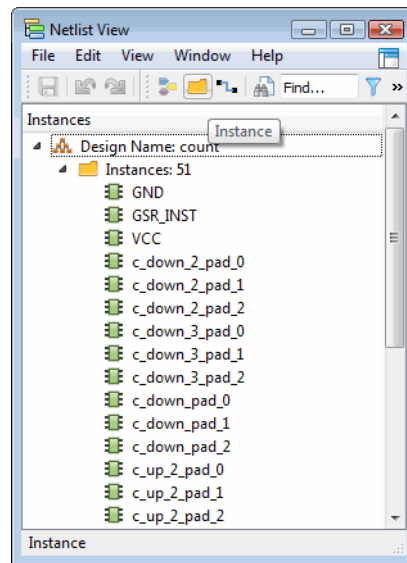 Netlist View
File Edit View Window Help
Find... »
Instances
Instance
Design Name: count
Instances: 51
GND
GSR_INST
VCC
c_down_2_pad_0
c_down_2_pad_1
c_down_2_pad_2
c_down_3_pad_0
c_down_3_pad_1
c_down_3_pad_2
c_down_pad_0
c_down_pad_1
c_down_pad_2
c_up_2_pad_0
c_up_2_pad_1
c_up_2_pad_2
Instance